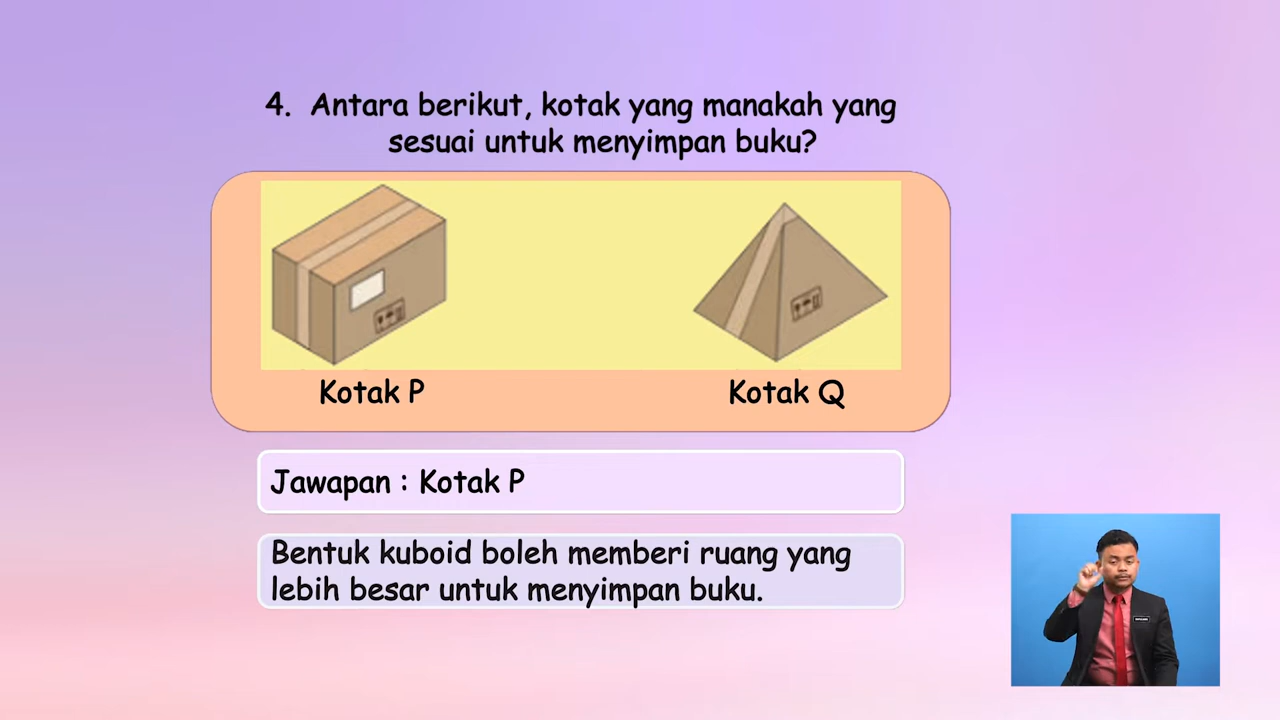 4. Antara berikut, kotak yang manakah yang
sesuai untuk menyimpan buku?
Kotak P
Kotak Q
Jawapan : Kotak P
Bentuk kuboid boleh memberi ruang yang
lebih besar untuk menyimpan buku.